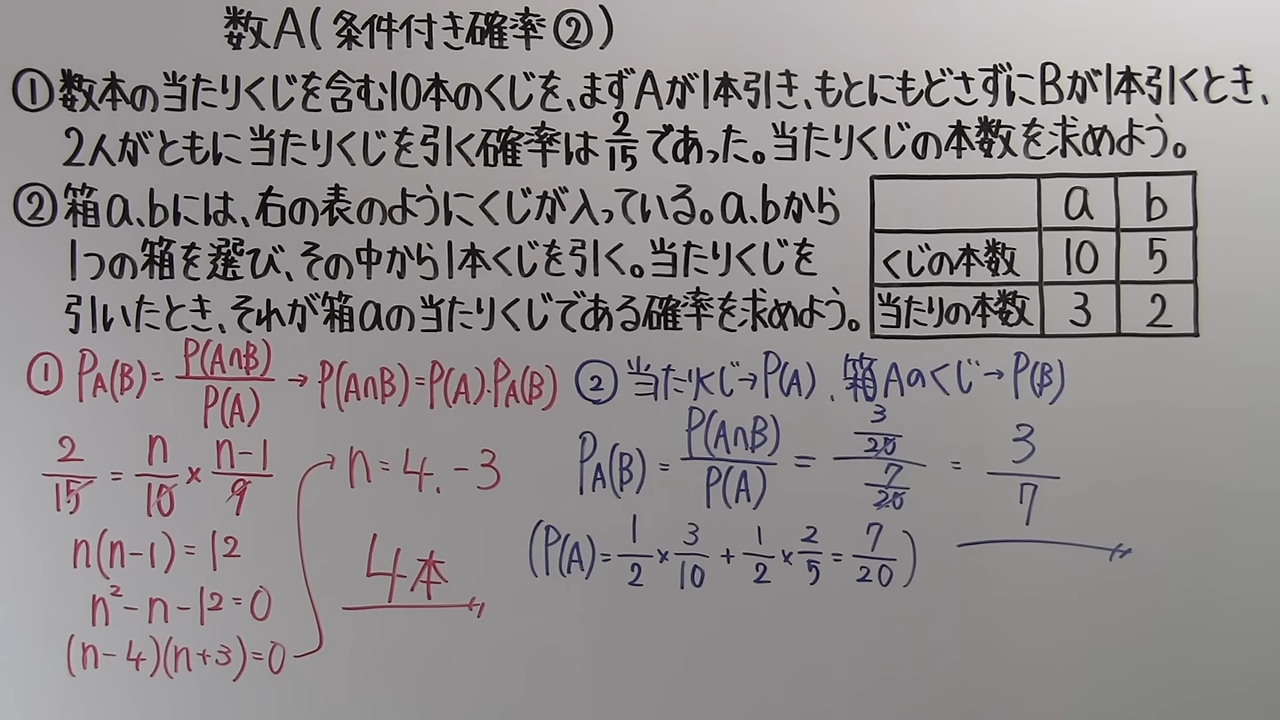 数A(条件付き確率②)
①数本の当たりくじを含む10本のくじを、まずAが1本引き、もとにもどさずにBが1本引くとき、
2人がともに当たりくじを引く確率は2/15であった。当たりくじの本数を求めよう。
②箱a、bには、右の表のようにくじが入っている。a、bから
1つの箱を選び、その中から1本くじを引く。当たりくじを
引いたとき、それが箱aの当たりくじである確率を求めよう。
a b
くじの本数 10 5
当たりの本数 3 2
① P_A(B)=P(A∩B)/P(A)→P(A∩B)=P(A)・P_A(B)
2/15=n/10×(n-1)/9
n(n-1)=12
n²-n-12=0
(n-4)(n+3)=0
n=4、-3
4本
② 当たりくじ→P(A)、箱Aのくじ→P(B)
P_A(B)=P(A∩B)/P(A)=(3/20)/(7/20)=3/7
(P(A)=1/2×3/10+1/2×2/5=7/20)